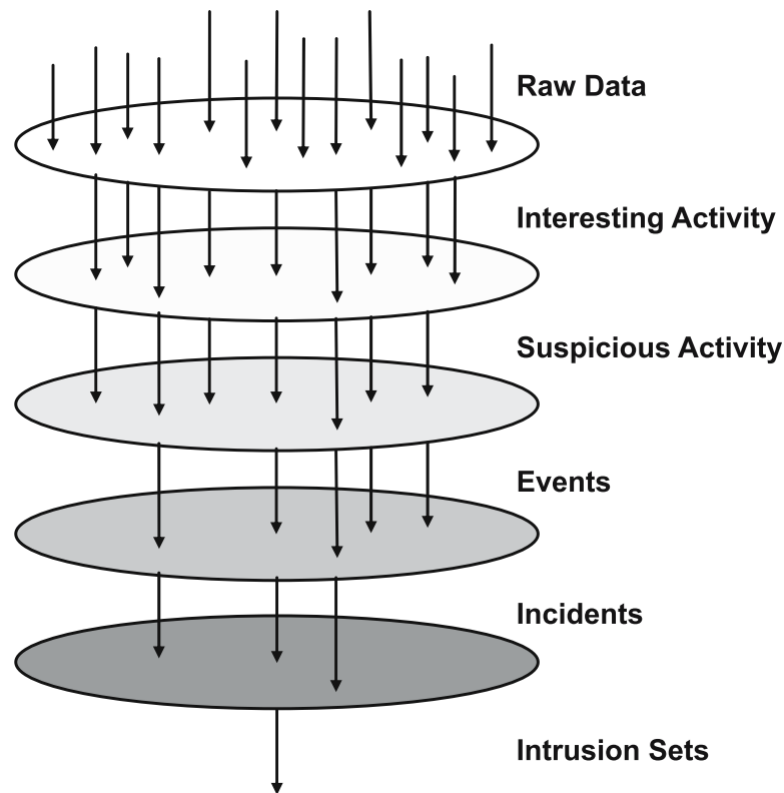 Raw Data
Interesting Activity
Suspicious Activity
Events
Incidents
Intrusion Sets